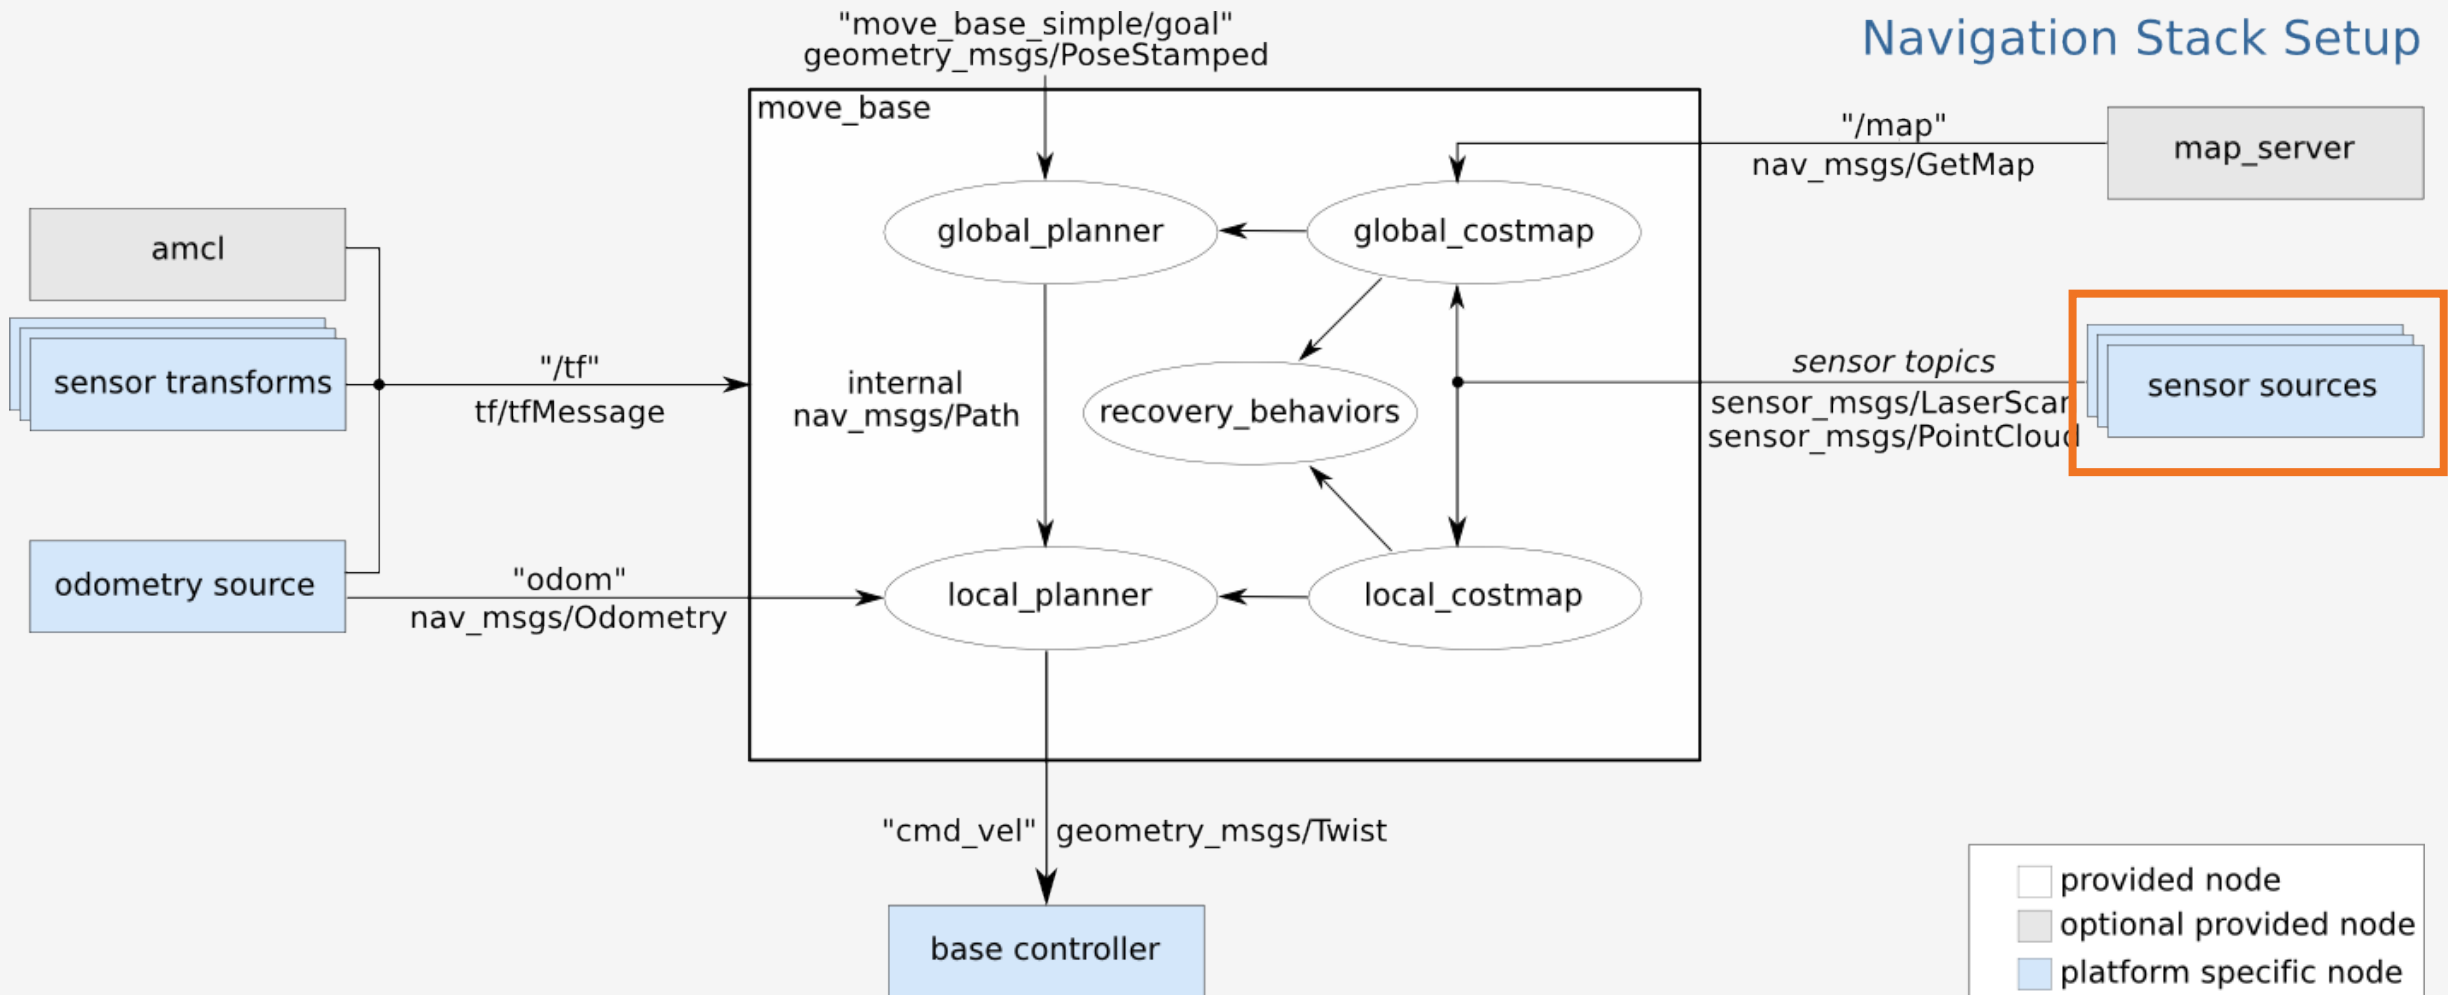 "move_base_simple/goal"
geometry_msgs/PoseStamped
Navigation Stack Setup
move_base
"/map"
nav_msgs/GetMap
map_server
global_planner
global_costmap
amcl
sensor transforms
"/tf"
tf/tfMessage
internal
nav_msgs/Path
recovery_behaviors
sensor topics
sensor_msgs/LaserScan
sensor_msgs/PointCloud
sensor sources
odometry source
"odom"
nav_msgs/Odometry
local_planner
local_costmap
"cmd_vel" geometry_msgs/Twist
base controller
provided node
optional provided node
platform specific node